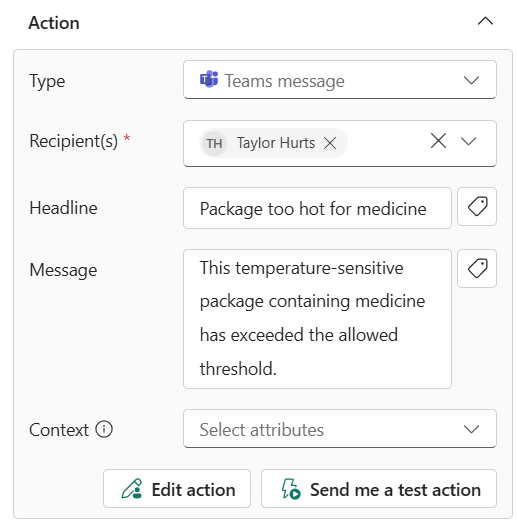 Action
Type
Teams message
Recipient(s) *
TH Taylor Hurts
Headline
Package too hot for medicine
Message
This temperature-sensitive
package containing medicine
has exceeded the allowed
threshold.
Context
Select attributes
Edit action
Send me a test action